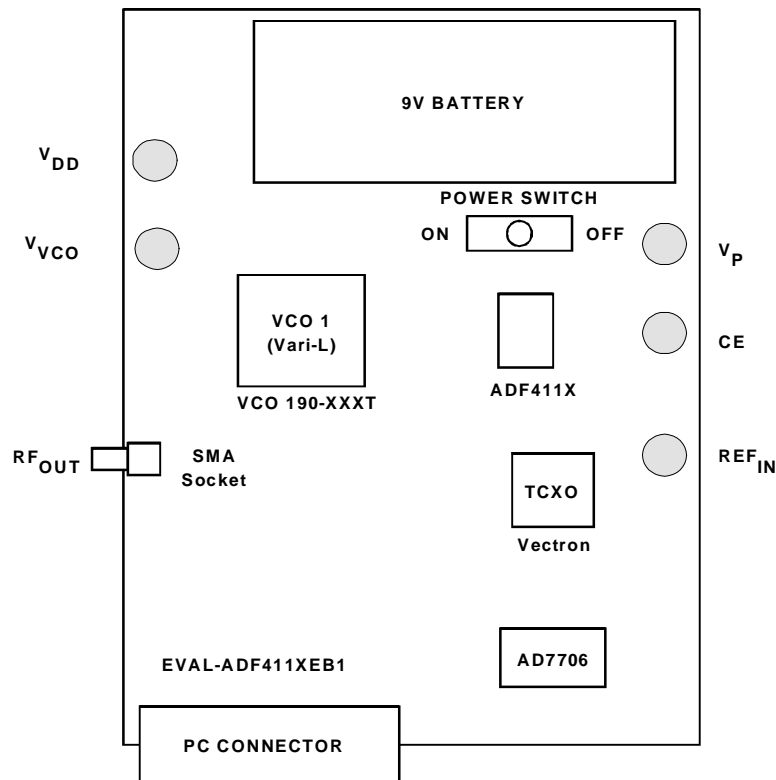 9V BATTERY
VDD
POWER SWITCH
ON
OFF
VVCO
VP
VCO 1
(Vari-L)
CE
ADF411X
VCO 190-XXXT
RFOUT
SMA
Socket
REFIN
TCXO
Vectron
EVAL-ADF411XEB1
AD7706
PC CONNECTOR